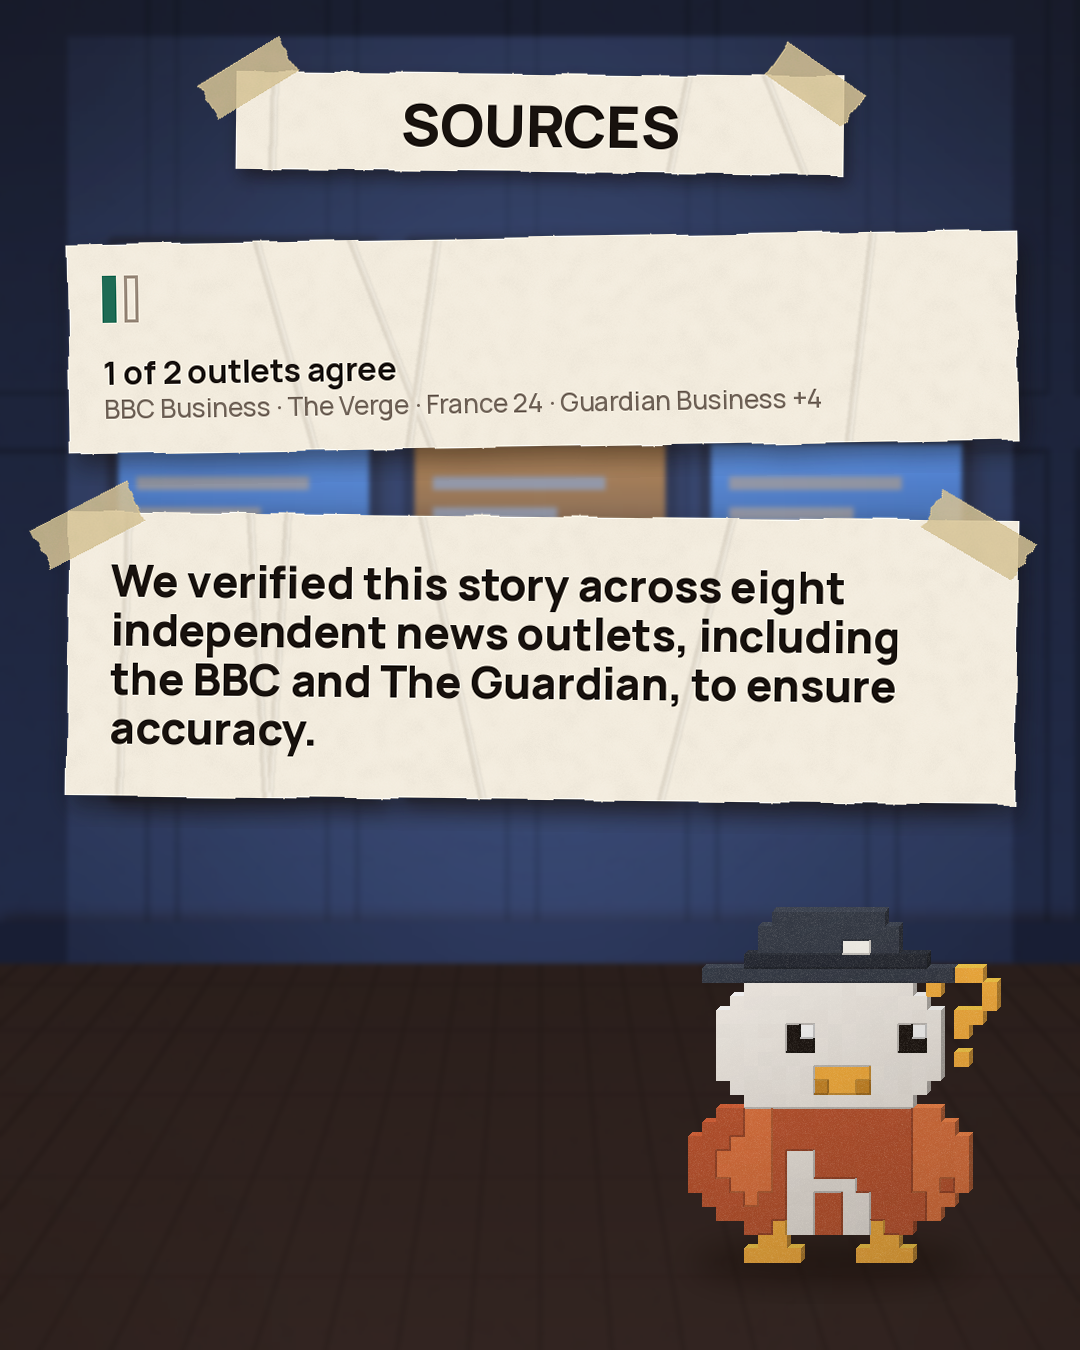 SOURCES
1 of 2 outlets agree
BBC Business · The Verge · France 24 · Guardian Business +4
We verified this story across eight
independent news outlets, including
the BBC and The Guardian, to ensure
accuracy.
?
h